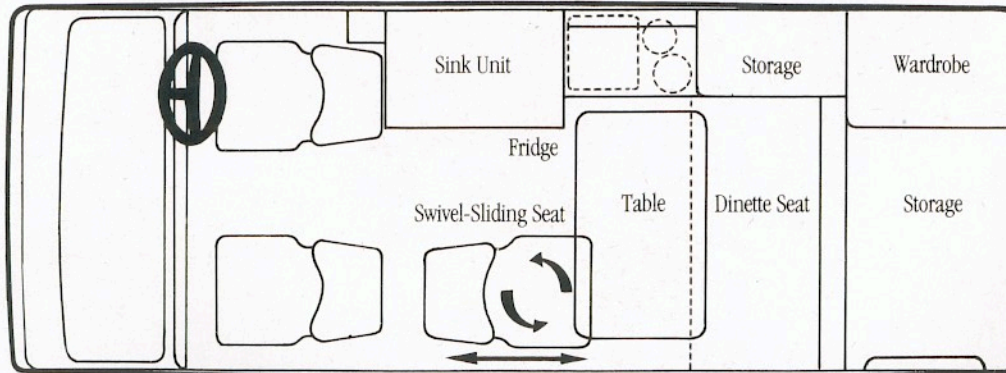 Sink Unit
Storage
Wardrobe
Fridge
Swivel-Sliding Seat
Table
Dinette Seat
Storage